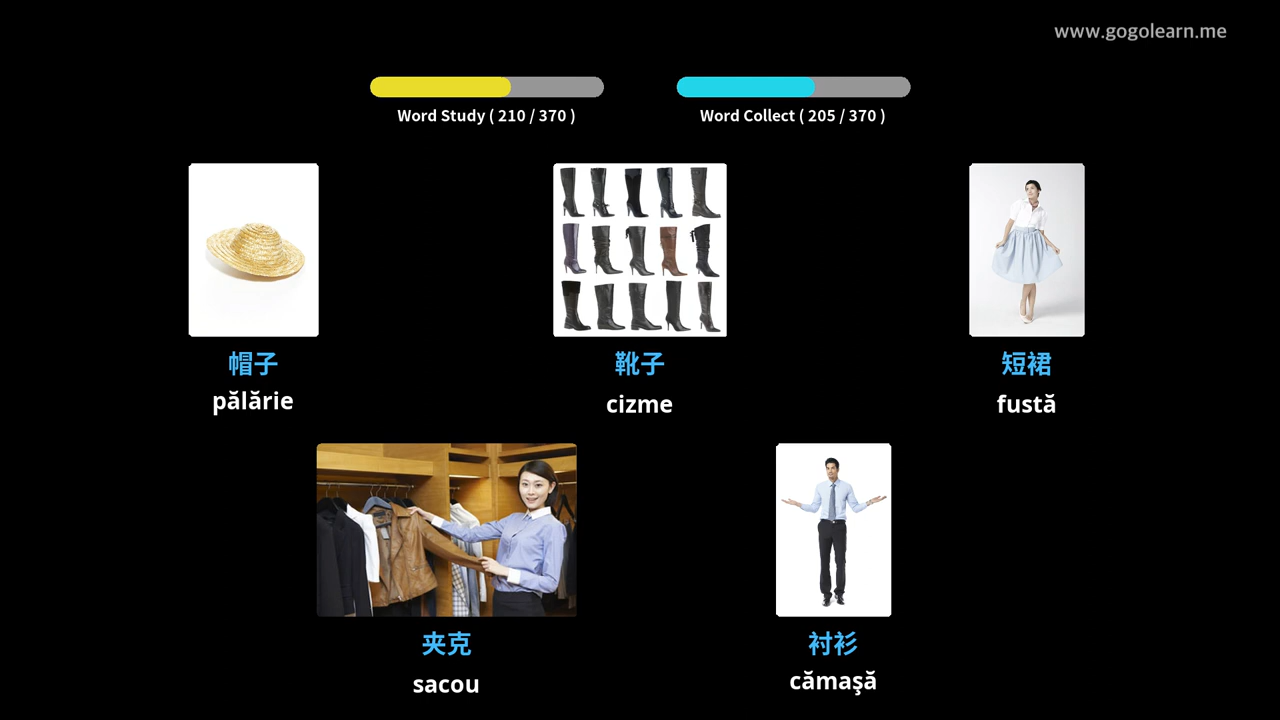 www.gogolearn.me
Word Study ( 210 / 370 )
Word Collect ( 205 / 370 )
帽子
pălărie
靴子
cizme
短裙
fustă
夹克
sacou
衬衫
cămaşă